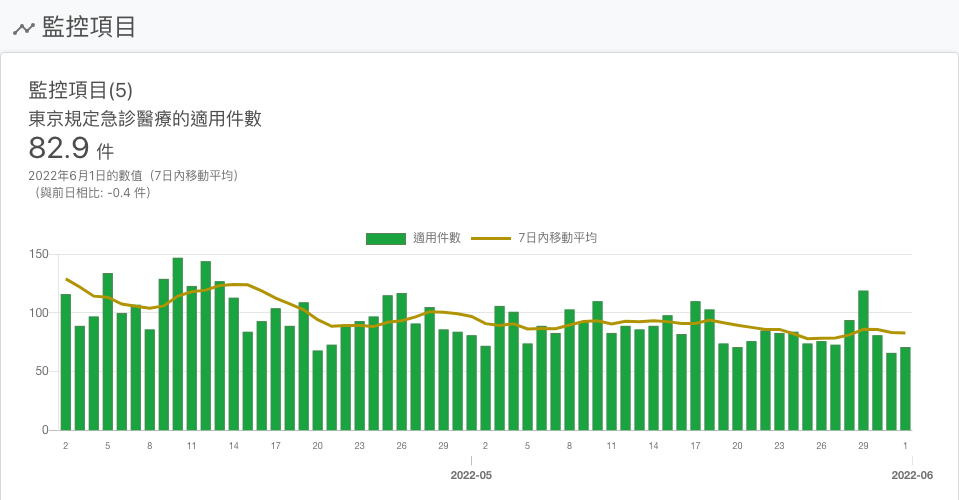 監控項目
監控項目(5)
東京規定急診醫療的適用件數
82.9 件
2022年6月1日的數值（7日內移動平均）
（與前日相比: -0.4 件）
適用件數 7日內移動平均
150
100
50
0
2 5 8 11 14 17 20 23 26 29 2 5 8 11 14 17 20 23 26 29 1
2022-05 2022-06